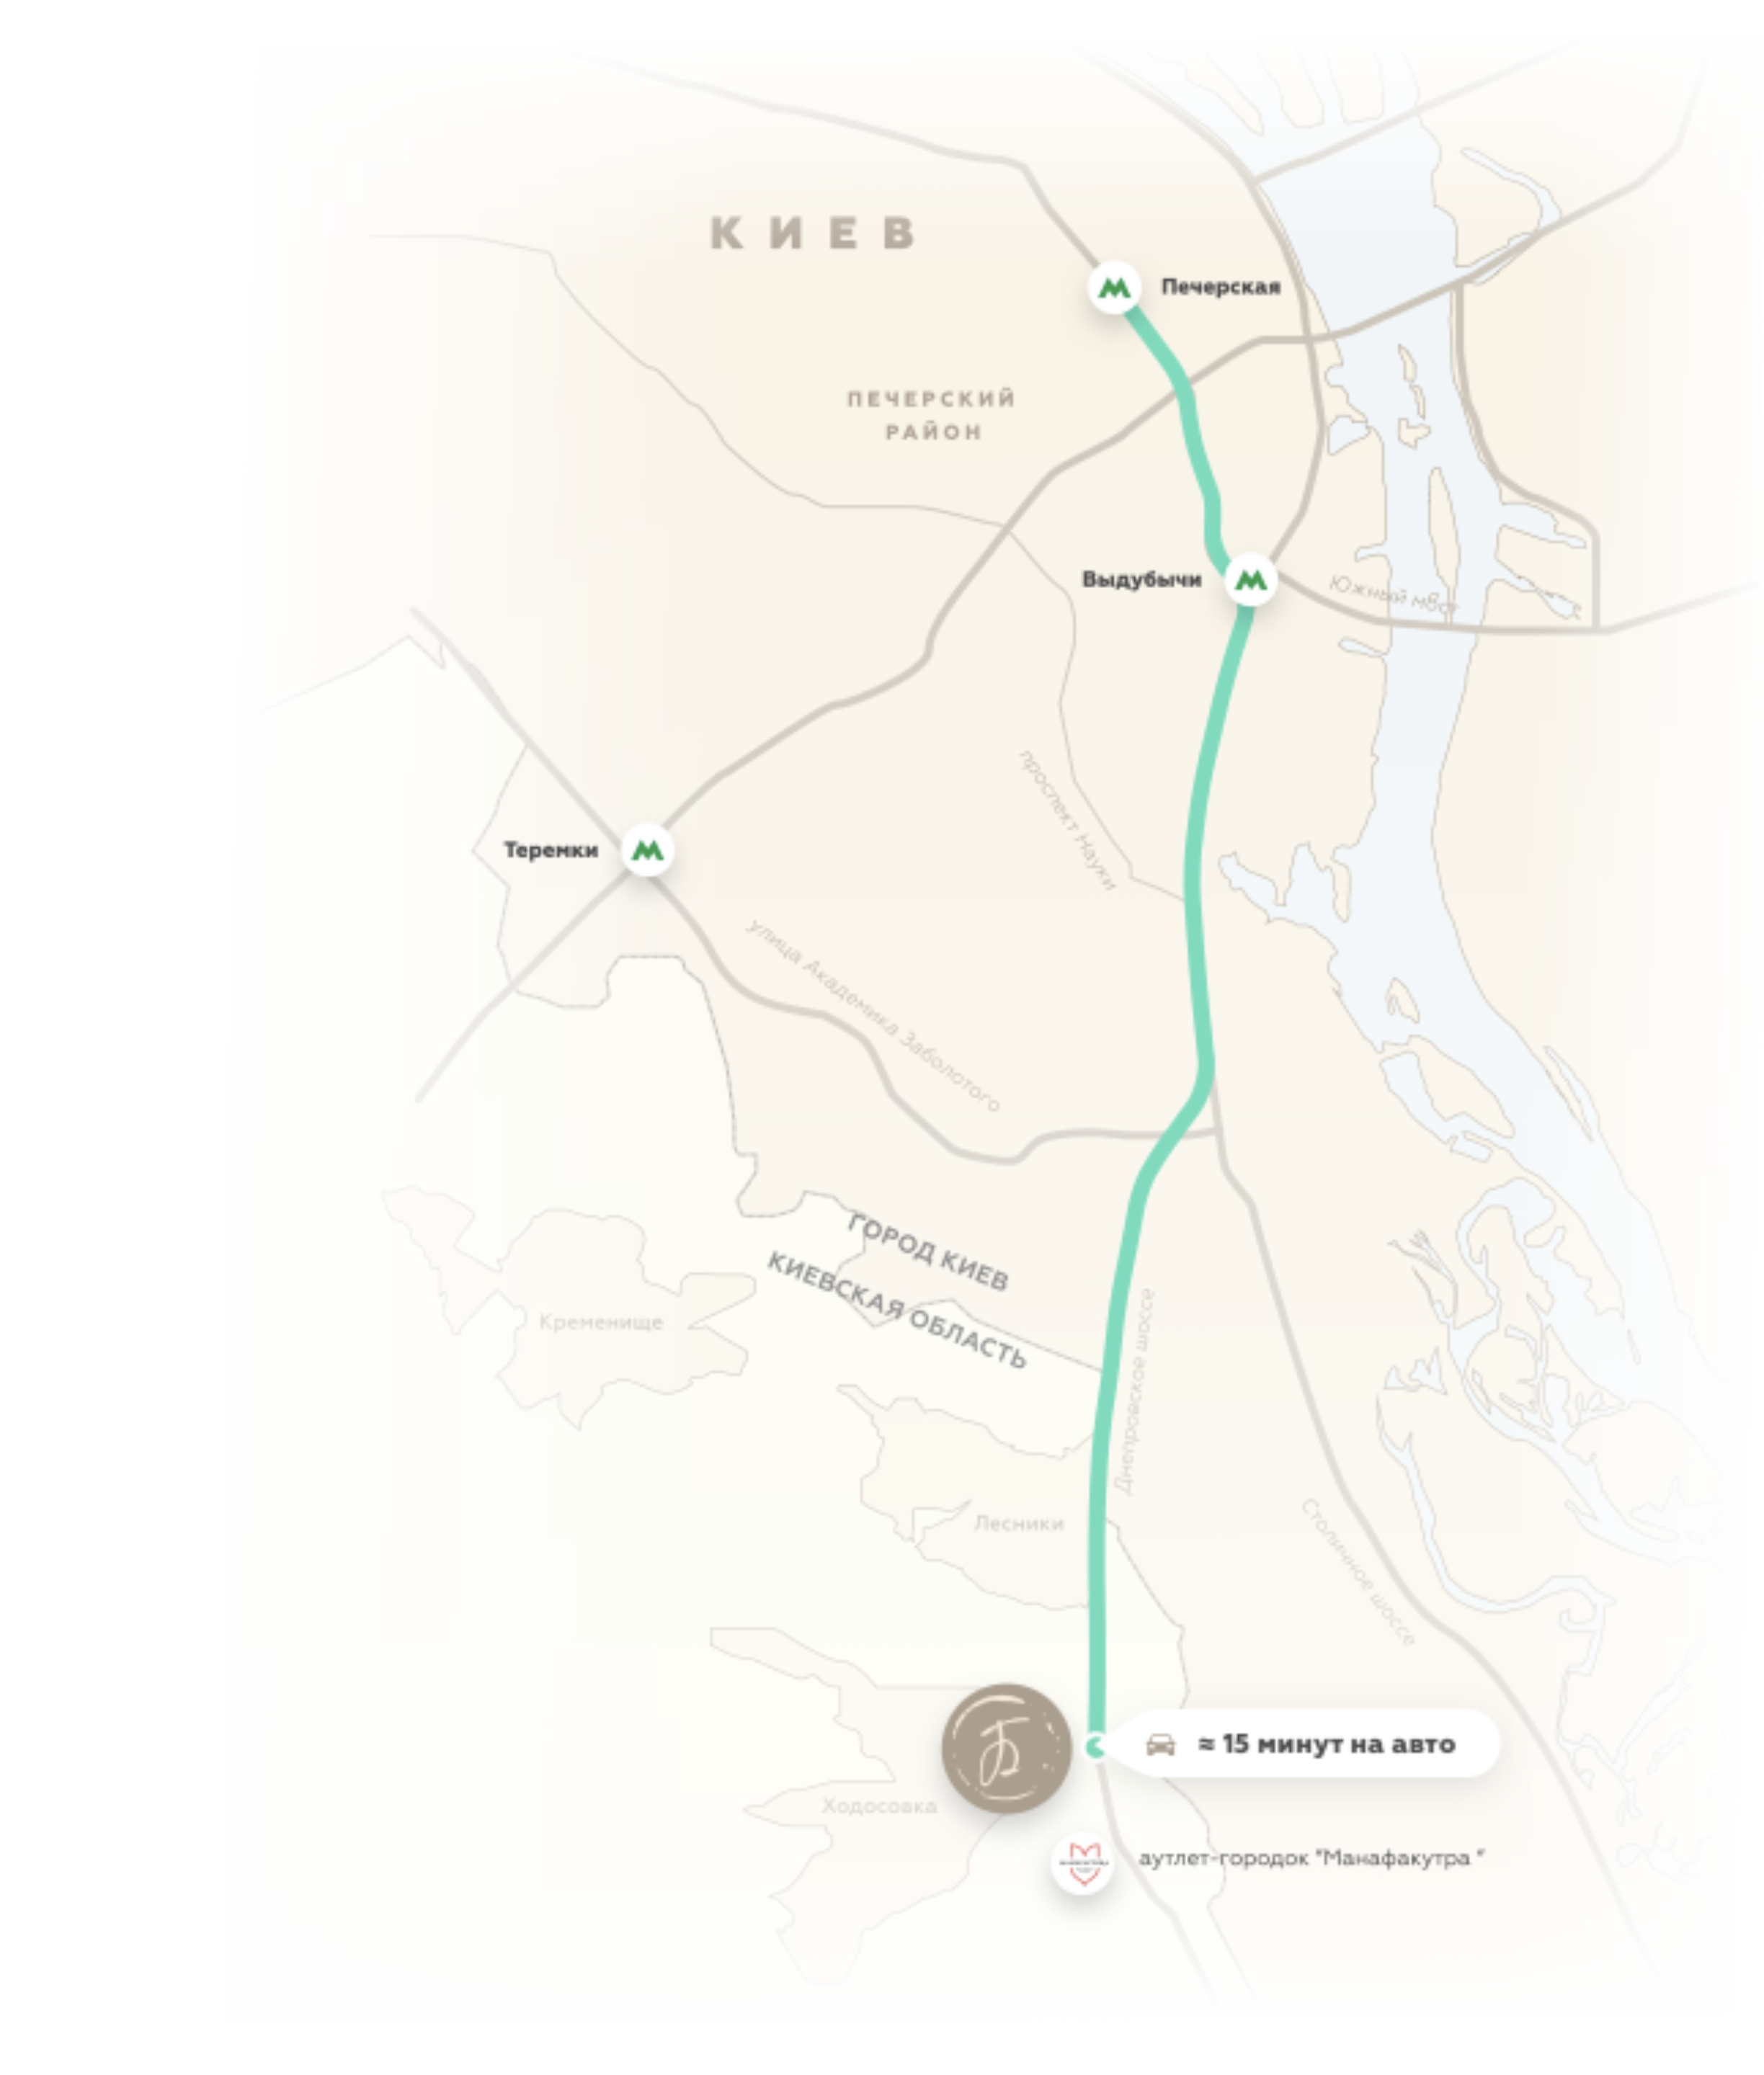 КИЕВ
Печерская
ПЕЧЕРСКИЙ
РАЙОН
Выдубычи
Южный мост
проспект Науки
Теремки
улица Академика Заболотого
ГОРОД КИЕВ
КИЕВСКАЯ ОБЛАСТЬ
Кременище
Днепровское шоссе
Лесники
Столичное шоссе
≈ 15 минут на авто
Ходосовка
аутлет-городок "Манафакутра "